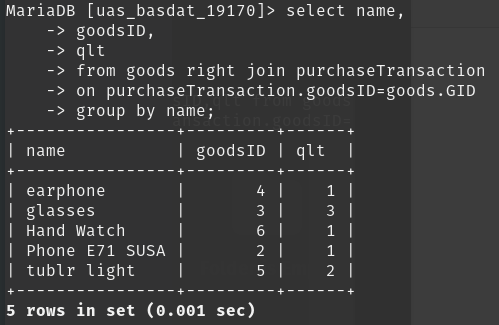 MariaDB [uas_basdat_19170]> select name,
    -> goodsID,
    -> qlt
    -> from goods right join purchaseTransaction
    -> on purchaseTransaction.goodsID=goods.GID
    -> group by name;
+----------------+---------+------+
| name           | goodsID | qlt  |
+----------------+---------+------+
| earphone       |       4 |    1 |
| glasses        |       3 |    3 |
| Hand Watch     |       6 |    1 |
| Phone E71 SUSA |       2 |    1 |
| tublr light    |       5 |    2 |
+----------------+---------+------+
5 rows in set (0.001 sec)